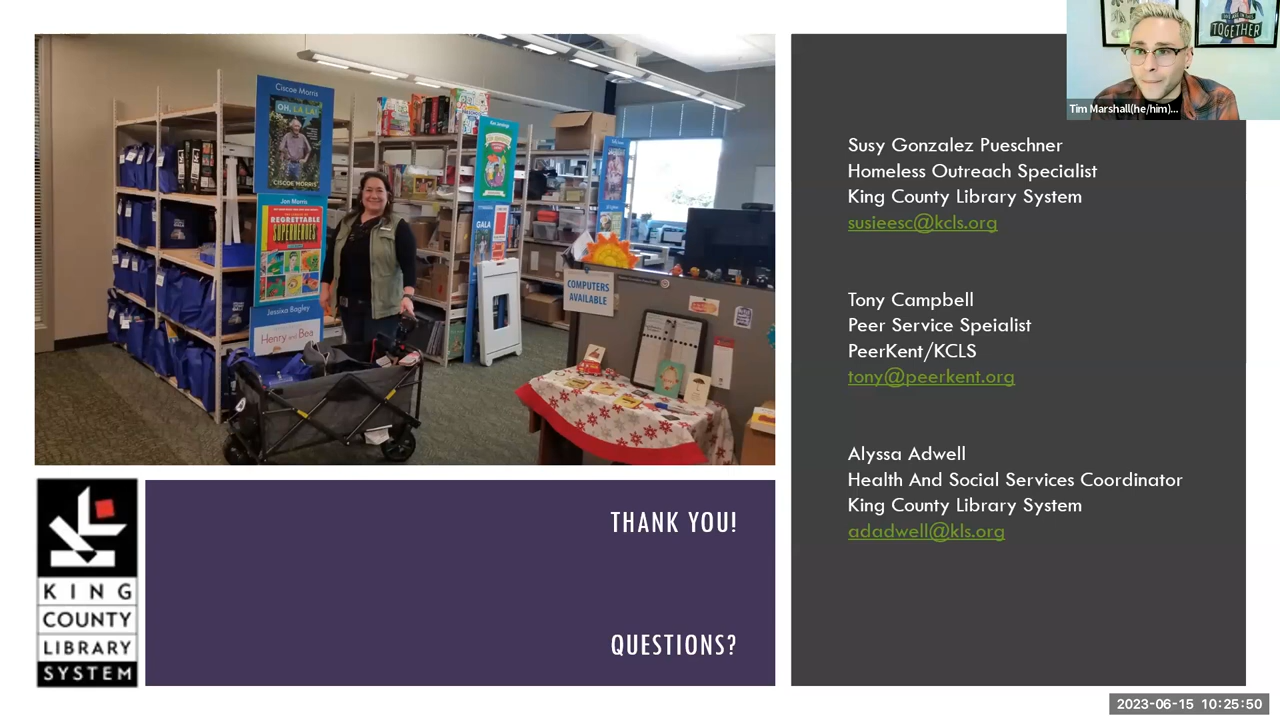 TOGETHER
Tim Marshall(he/him)...
Ciscoe Morris
OH, LA LA!
CISCOE MORRIS
Jon Morris
REGRETTABLE
SUPERHEROES
Jessixa Bagley
Henry and Bea
GALA
COMPUTERS
AVAILABLE
Susy Gonzalez Pueschner
Homeless Outreach Specialist
King County Library System
susieesc@kcls.org
Tony Campbell
Peer Service Speialist
PeerKent/KCLS
tony@peerkent.org
Alyssa Adwell
Health And Social Services Coordinator
King County Library System
adadwell@kls.org
THANK YOU!
QUESTIONS?
KING
COUNTY
LIBRARY
SYSTEM
2023-06-15 10:25:50